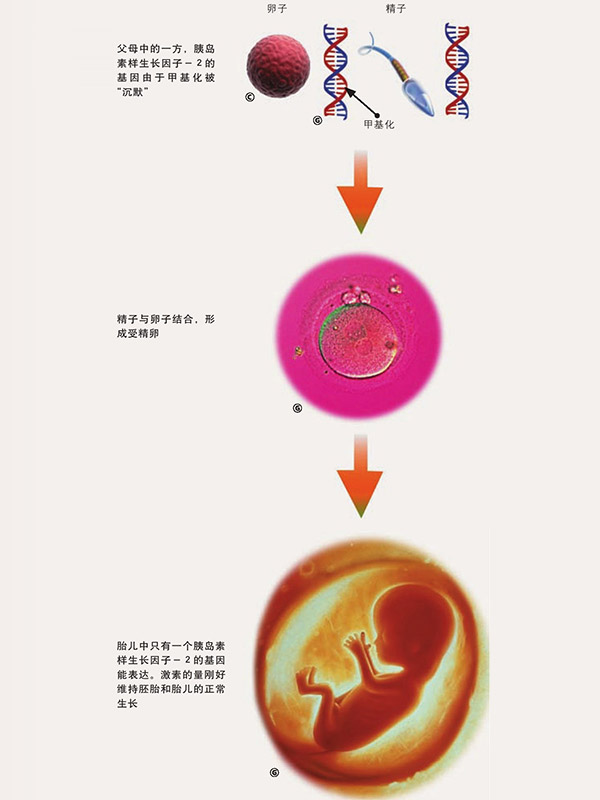 卵子
精子
父母中的一方，胰岛
素样生长因子－2的
基因由于甲基化被
“沉默”
C
G
甲基化
精子与卵子结合，形
成受精卵
G
胎儿中只有一个胰岛素
样生长因子－2的基因
能表达。激素的量刚好
维持胚胎和胎儿的正常
生长
G